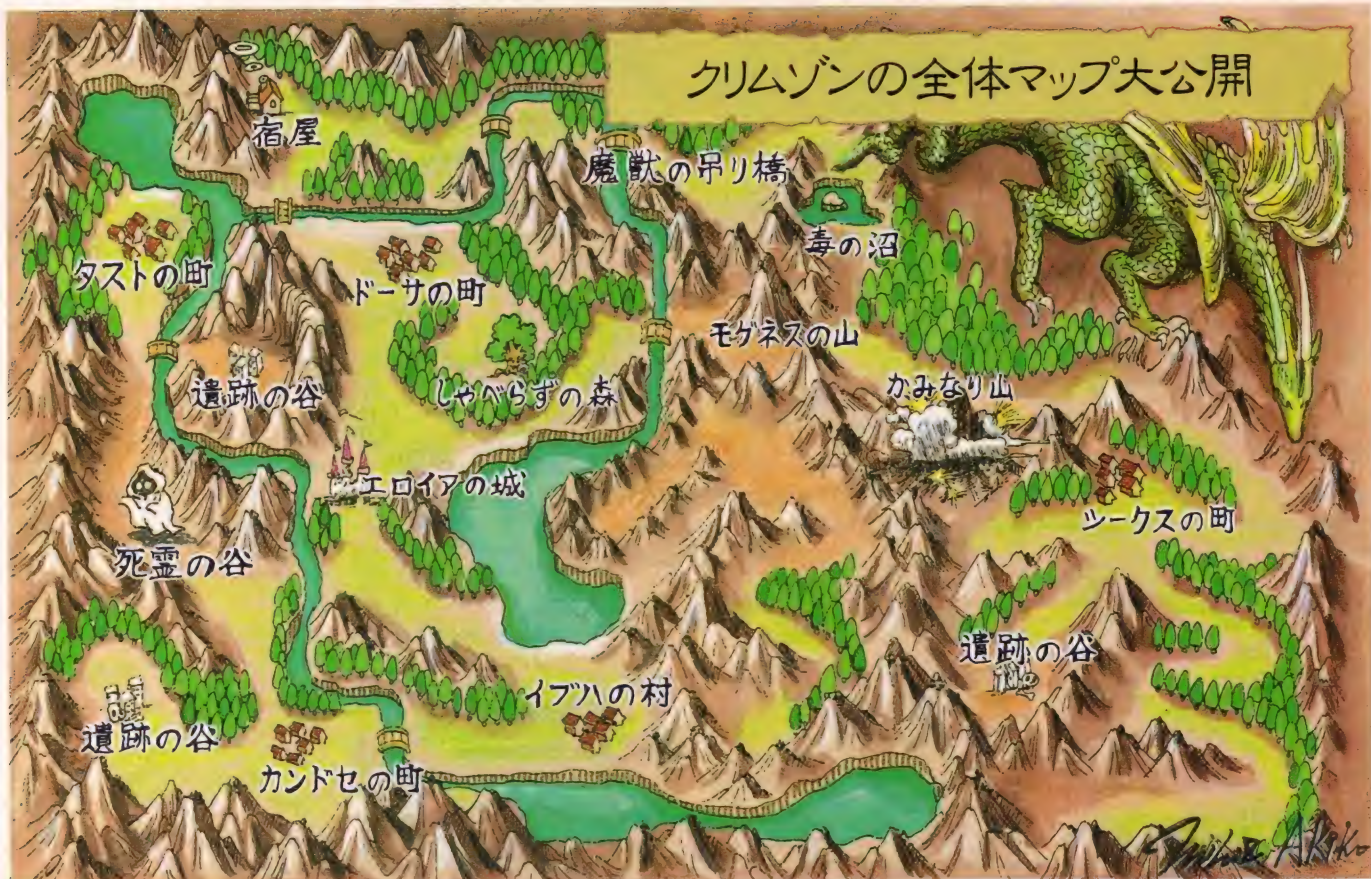 クリムゾンの全体マップ大公開
宿屋
魔獣の吊り橋
毒の沼
タストの町
ドーサの町
モゲネスの山
遺跡の谷
しゃべらずの森
かみなり山
エロイアの城
シークスの町
死霊の谷
遺跡の谷
イブハの村
遺跡の谷
カンドセの町
Akiko